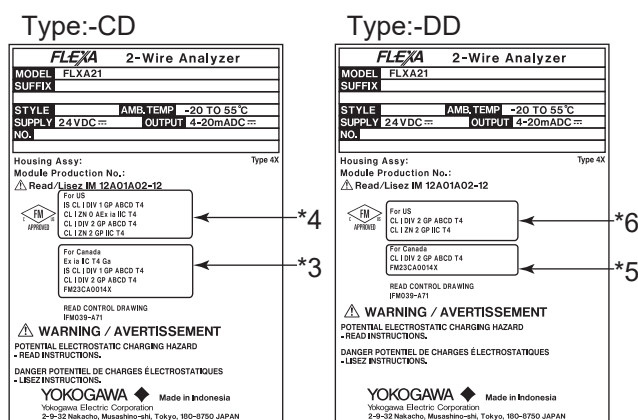 Type:-CD
FLEXA 2-Wire Analyzer
MODEL FLXA21
SUFFIX
STYLE AMB.TEMP -20 TO 55℃
SUPPLY 24VDC⎓ OUTPUT 4-20mADC⎓
NO.
Housing Assy: Type 4X
Module Production No.:
⚠ Read/Lisez IM 12A01A02-12
C FM US
APPROVED
For US
IS CL I DIV 1 GP ABCD T4
CL I ZN 0 AEx ia IIC T4
CL I DIV 2 GP ABCD T4
CL I ZN 2 GP IIC T4
*4
For Canada
Ex ia IIC T4 Ga
IS CL I DIV 1 GP ABCD T4
CL I DIV 2 GP ABCD T4
FM23CA0014X
*3
READ CONTROL DRAWING
IFM039-A71
⚠ WARNING / AVERTISSEMENT
POTENTIAL ELECTROSTATIC CHARGING HAZARD
- READ INSTRUCTIONS.
DANGER POTENTIEL DE CHARGES ÉLECTROSTATIQUES
- LISEZ INSTRUCTIONS.
YOKOGAWA ◆ Made in Indonesia
Yokogawa Electric Corporation
2-9-32 Nakacho, Musashino-shi, Tokyo, 180-8750 JAPAN
Type:-DD
FLEXA 2-Wire Analyzer
MODEL FLXA21
SUFFIX
STYLE AMB.TEMP -20 TO 55℃
SUPPLY 24VDC⎓ OUTPUT 4-20mADC⎓
NO.
Housing Assy: Type 4X
Module Production No.:
⚠ Read/Lisez IM 12A01A02-12
C FM US
APPROVED
For US
CL I DIV 2 GP ABCD T4
CL I ZN 2 GP IIC T4
*6
For Canada
CL I DIV 2 GP ABCD T4
FM23CA0014X
*5
READ CONTROL DRAWING
IFM039-A71
⚠ WARNING / AVERTISSEMENT
POTENTIAL ELECTROSTATIC CHARGING HAZARD
- READ INSTRUCTIONS.
DANGER POTENTIEL DE CHARGES ÉLECTROSTATIQUES
- LISEZ INSTRUCTIONS.
YOKOGAWA ◆ Made in Indonesia
Yokogawa Electric Corporation
2-9-32 Nakacho, Musashino-shi, Tokyo, 180-8750 JAPAN